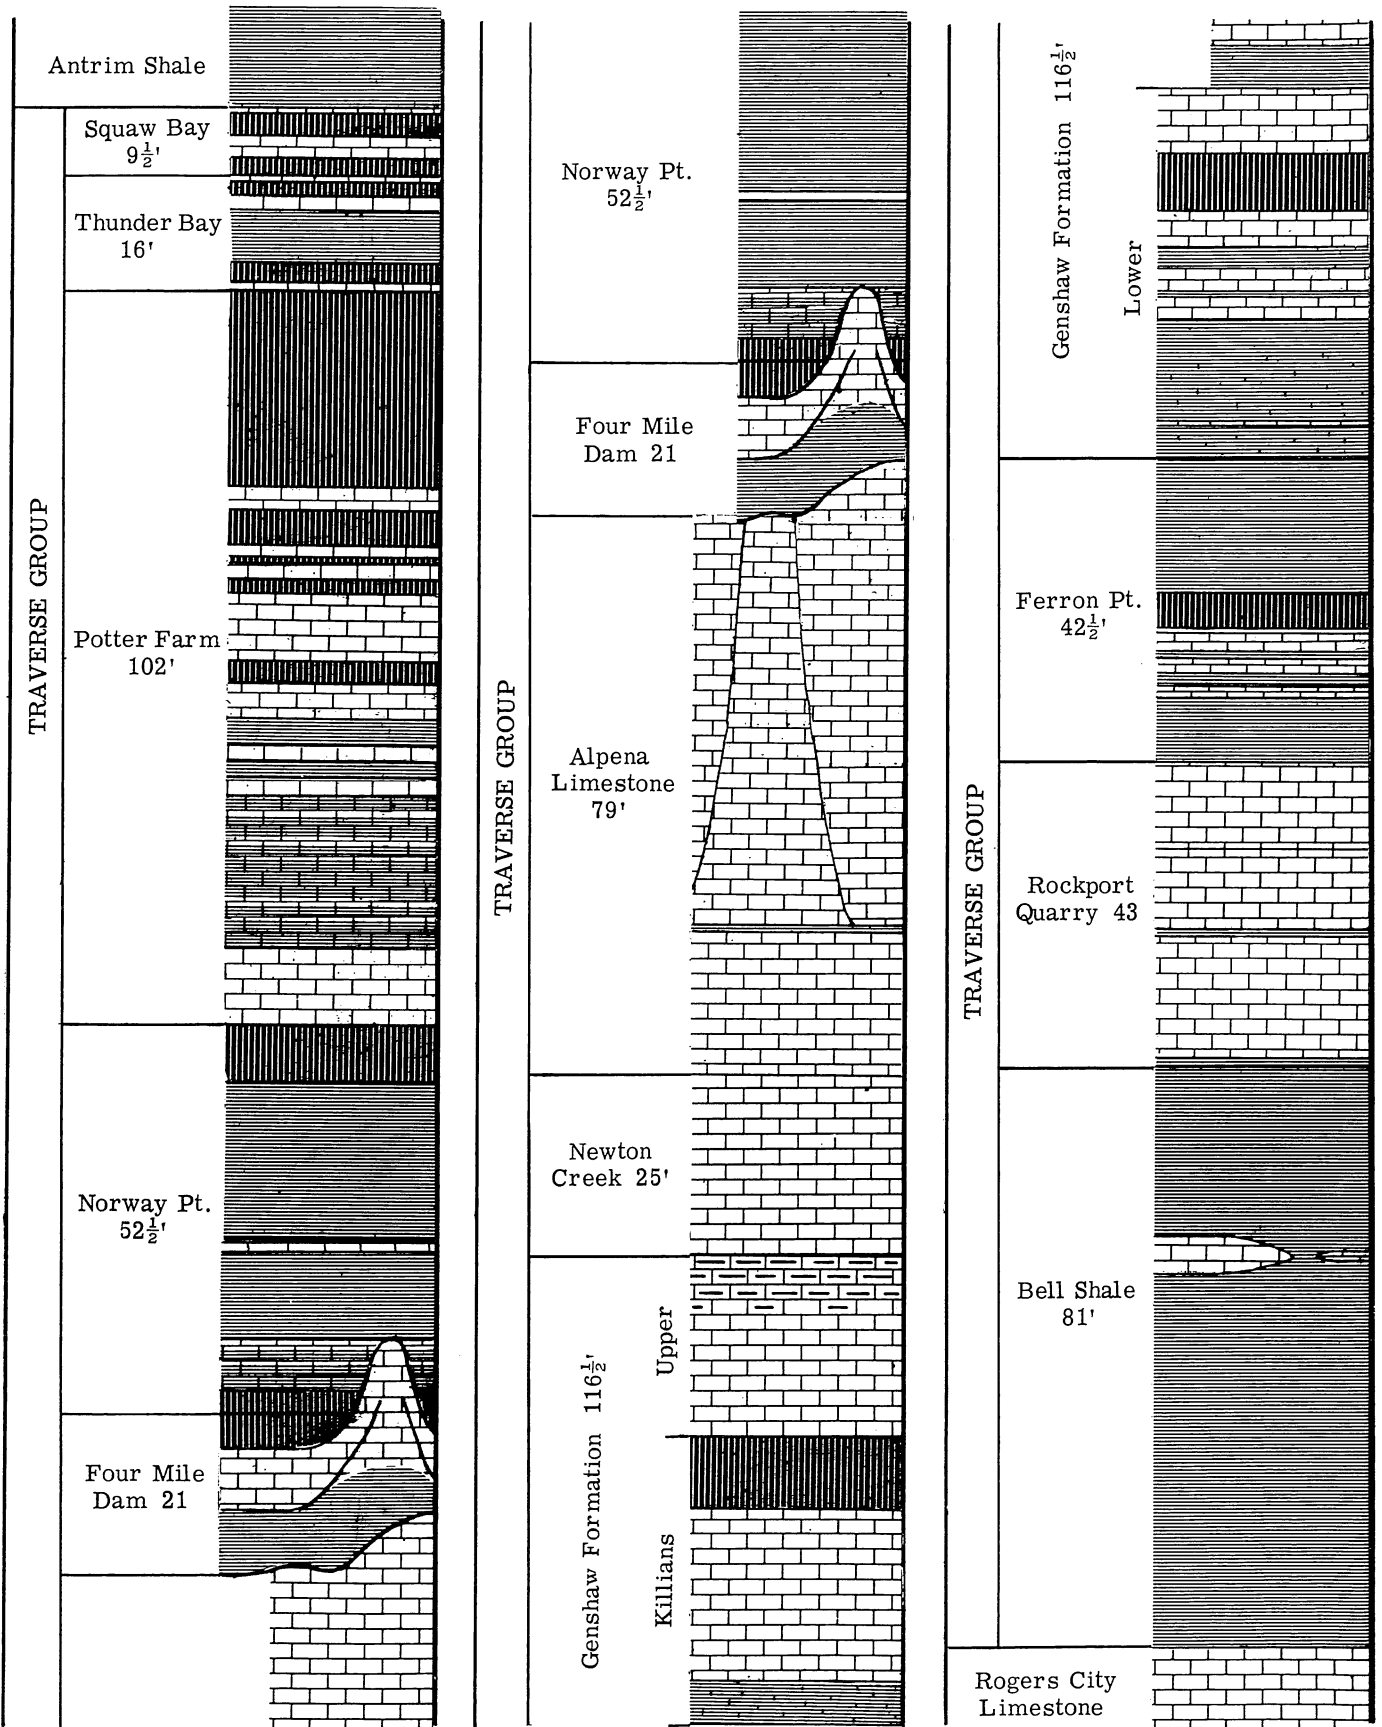 Antrim Shale
Squaw Bay
9½'
Thunder Bay
16'
TRAVERSE GROUP
Potter Farm
102'
Norway Pt.
52½'
Four Mile
Dam 21
Norway Pt.
52½'
Four Mile
Dam 21
TRAVERSE GROUP
Alpena
Limestone
79'
Newton
Creek 25'
Genshaw Formation 116½'
Upper
Killians
Genshaw Formation 116½'
Lower
Ferron Pt.
42½'
TRAVERSE GROUP
Rockport
Quarry 43
Bell Shale
81'
Rogers City
Limestone